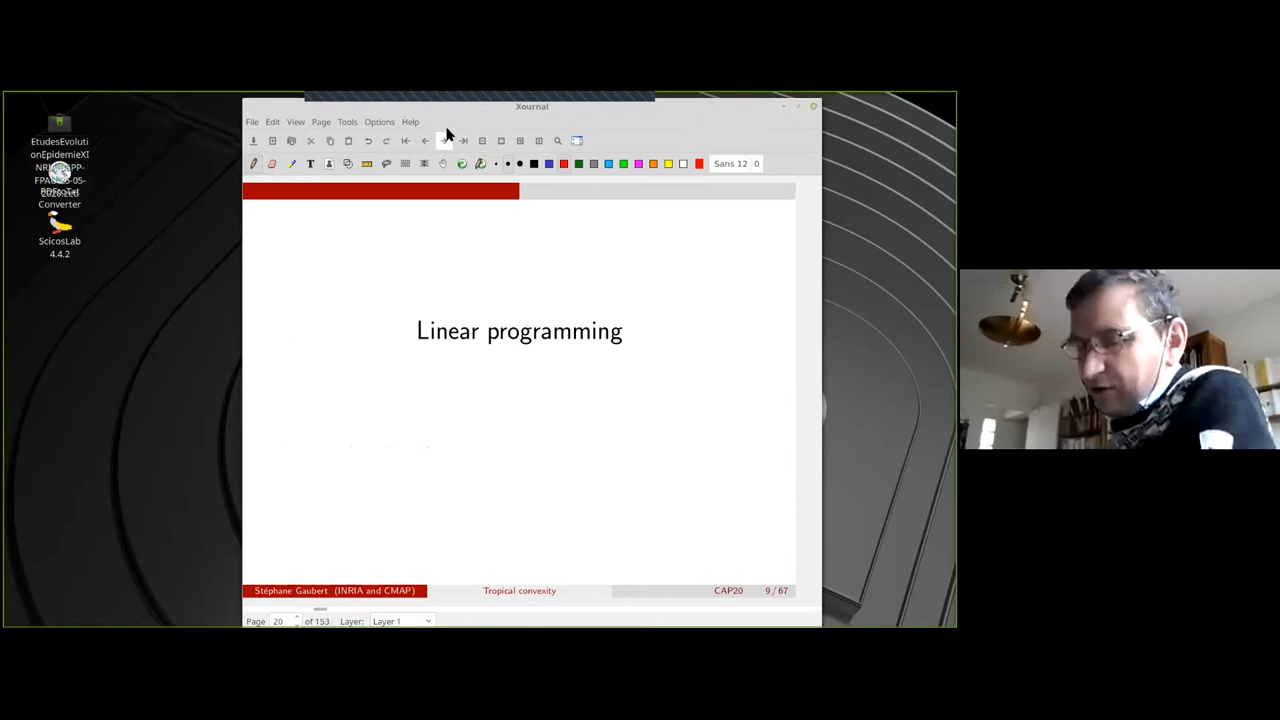 Xournal
File Edit View Page Tools Options Help
Sans 12 0
EtudesEvoluti
onEpidemieXI
Converter
ScicosLab
4.4.2
Linear programming
Stéphane Gaubert (INRIA and CMAP) Tropical convexity CAP20 9 / 67
Page 20 of 153 Layer: Layer 1